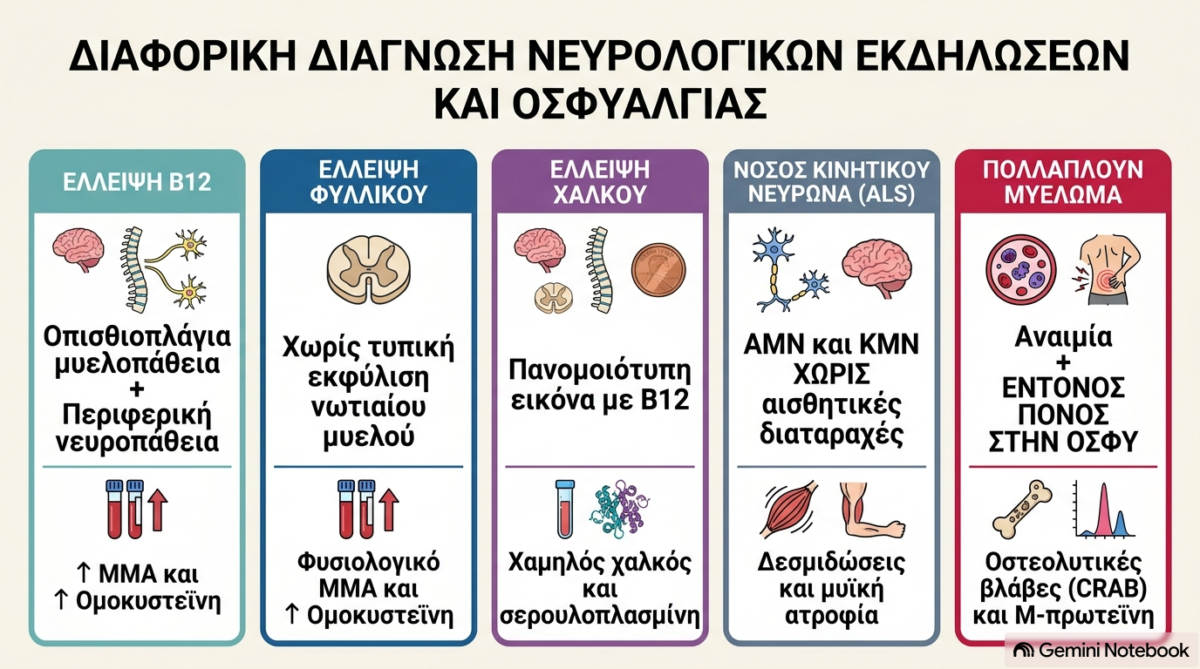 ΔΙΑΦΟΡΙΚΗ ΔΙΑΓΝΩΣΗ ΝΕΥΡΟΛΟΓΙΚΩΝ ΕΚΔΗΛΩΣΕΩΝ
ΚΑΙ ΟΣΦΥΑΛΓΙΑΣ
ΕΛΛΕΙΨΗ Β12
Οπισθιοπλάγια
μυελοπάθεια
+
Περιφερική
νευροπάθεια
↑ ΜΜΑ και
↑ Ομοκυστεΐνη
ΕΛΛΕΙΨΗ
ΦΥΛΛΙΚΟΥ
Χωρίς τυπική
εκφύλιση
νωτιαίου
μυελού
Φυσιολογικό
ΜΜΑ και
↑ Ομοκυστεΐνη
ΕΛΛΕΙΨΗ
ΧΑΛΚΟΥ
Πανομοιότυπη
εικόνα με Β12
Χαμηλός χαλκός
και
σερουλοπλασμίνη
ΝΟΣΟΣ ΚΙΝΗΤΙΚΟΥ
ΝΕΥΡΩΝΑ (ALS)
ΑΜΝ και ΚΜΝ
ΧΩΡΙΣ
αισθητικές
διαταραχές
Δεσμιδώσεις
και μυϊκή
ατροφία
ΠΟΛΛΑΠΛΟΥΝ
ΜΥΕΛΩΜΑ
Αναιμία
+
ΕΝΤΟΝΟΣ
ΠΟΝΟΣ
ΣΤΗΝ ΟΣΦΥ
Οστεολυτικές
βλάβες (CRAB)
και Μ-πρωτεΐνη
Gemini Notebook